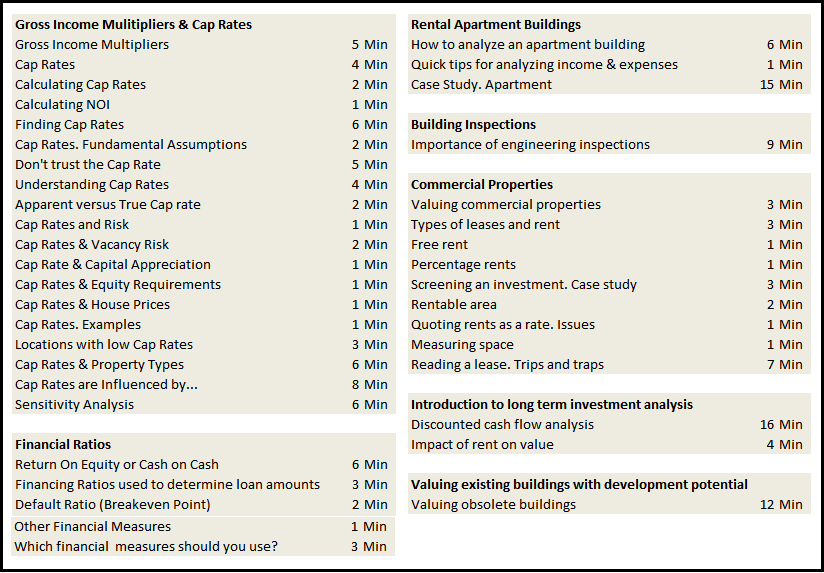 Gross Income Mulitipliers & Cap Rates
Gross Income Multipliers 5 Min
Cap Rates 4 Min
Calculating Cap Rates 2 Min
Calculating NOI 1 Min
Finding Cap Rates 6 Min
Cap Rates. Fundamental Assumptions 2 Min
Don't trust the Cap Rate 5 Min
Understanding Cap Rates 4 Min
Apparent versus True Cap rate 2 Min
Cap Rates and Risk 1 Min
Cap Rates & Vacancy Risk 2 Min
Cap Rate & Capital Appreciation 1 Min
Cap Rates & Equity Requirements 1 Min
Cap Rates & House Prices 1 Min
Cap Rates. Examples 1 Min
Locations with low Cap Rates 3 Min
Cap Rates & Property Types 6 Min
Cap Rates are Influenced by... 8 Min
Sensitivity Analysis 6 Min
Financial Ratios
Return On Equity or Cash on Cash 6 Min
Financing Ratios used to determine loan amounts 3 Min
Default Ratio (Breakeven Point) 2 Min
Other Financial Measures 1 Min
Which financial measures should you use? 3 Min
Rental Apartment Buildings
How to analyze an apartment building 6 Min
Quick tips for analyzing income & expenses 1 Min
Case Study. Apartment 15 Min
Building Inspections
Importance of engineering inspections 9 Min
Commercial Properties
Valuing commercial properties 3 Min
Types of leases and rent 3 Min
Free rent 1 Min
Percentage rents 1 Min
Screening an investment. Case study 3 Min
Rentable area 2 Min
Quoting rents as a rate. Issues 1 Min
Measuring space 1 Min
Reading a lease. Trips and traps 7 Min
Introduction to long term investment analysis
Discounted cash flow analysis 16 Min
Impact of rent on value 4 Min
Valuing existing buildings with development potential
Valuing obsolete buildings 12 Min